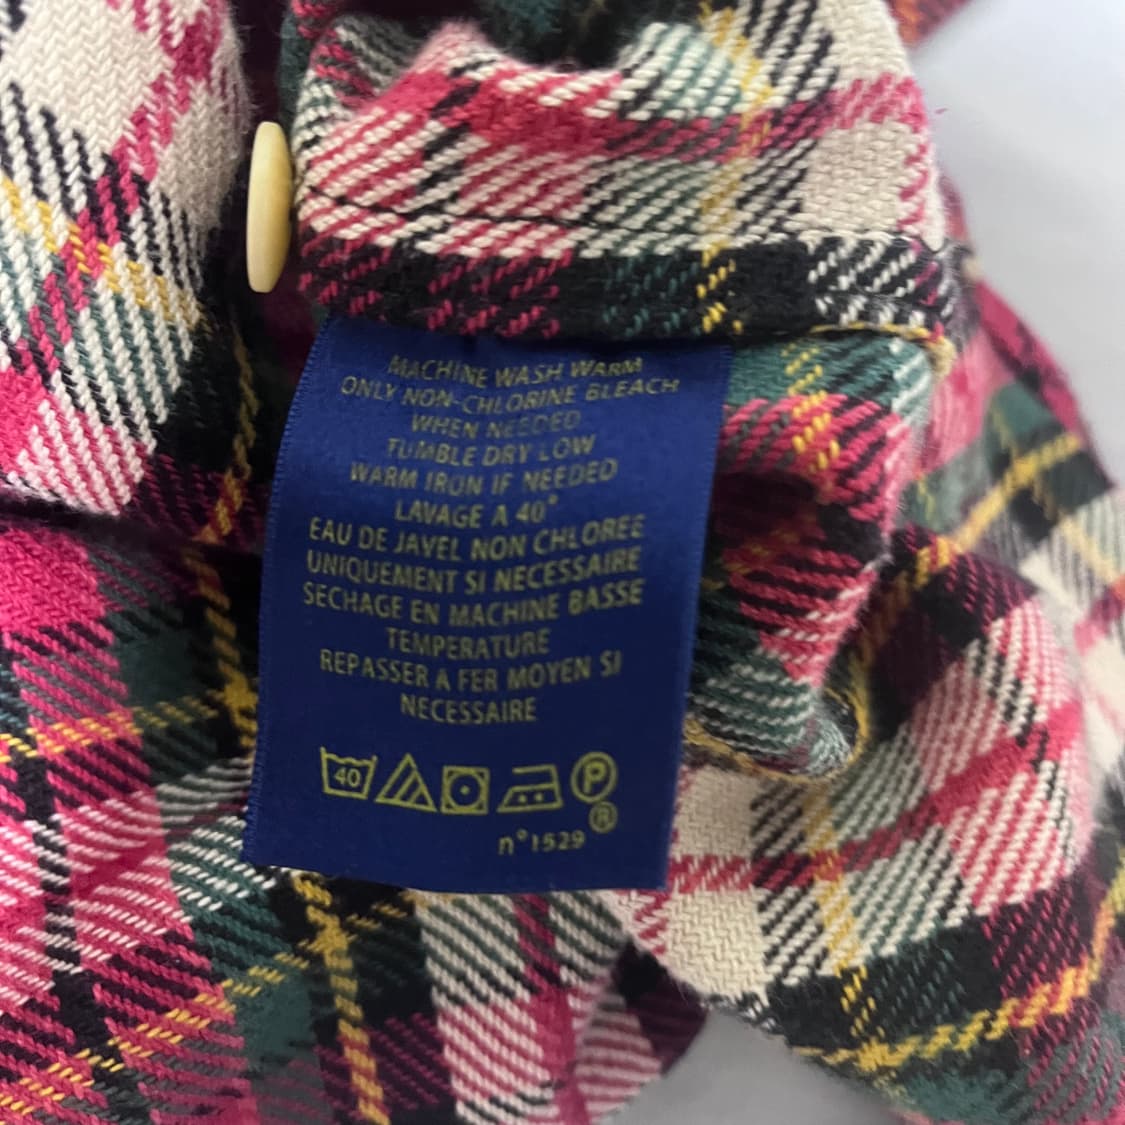 MACHINE WASH WARM
ONLY NON-CHLORINE BLEACH
WHEN NEEDED
TUMBLE DRY LOW
WARM IRON IF NEEDED
LAVAGE A 40°
EAU DE JAVEL NON CHLOREE
UNIQUEMENT SI NECESSAIRE
SECHAGE EN MACHINE BASSE
TEMPERATURE
REPASSER A FER MOYEN SI
NECESSAIRE
40 P
®
n°1529